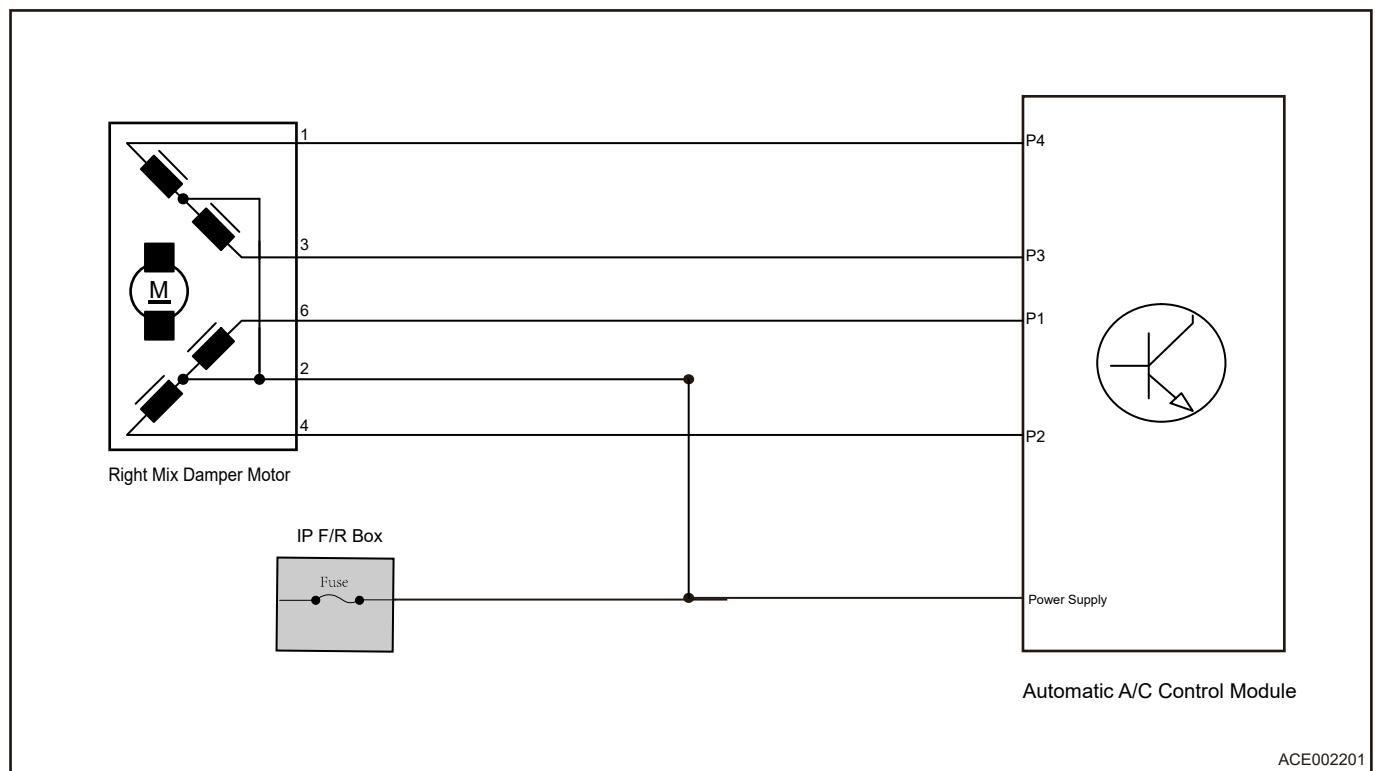 1
P4
3
P3
M
6
P1
2
4
P2
Right Mix Damper Motor
IP F/R Box
Fuse
Power Supply
Automatic A/C Control Module
ACE002201